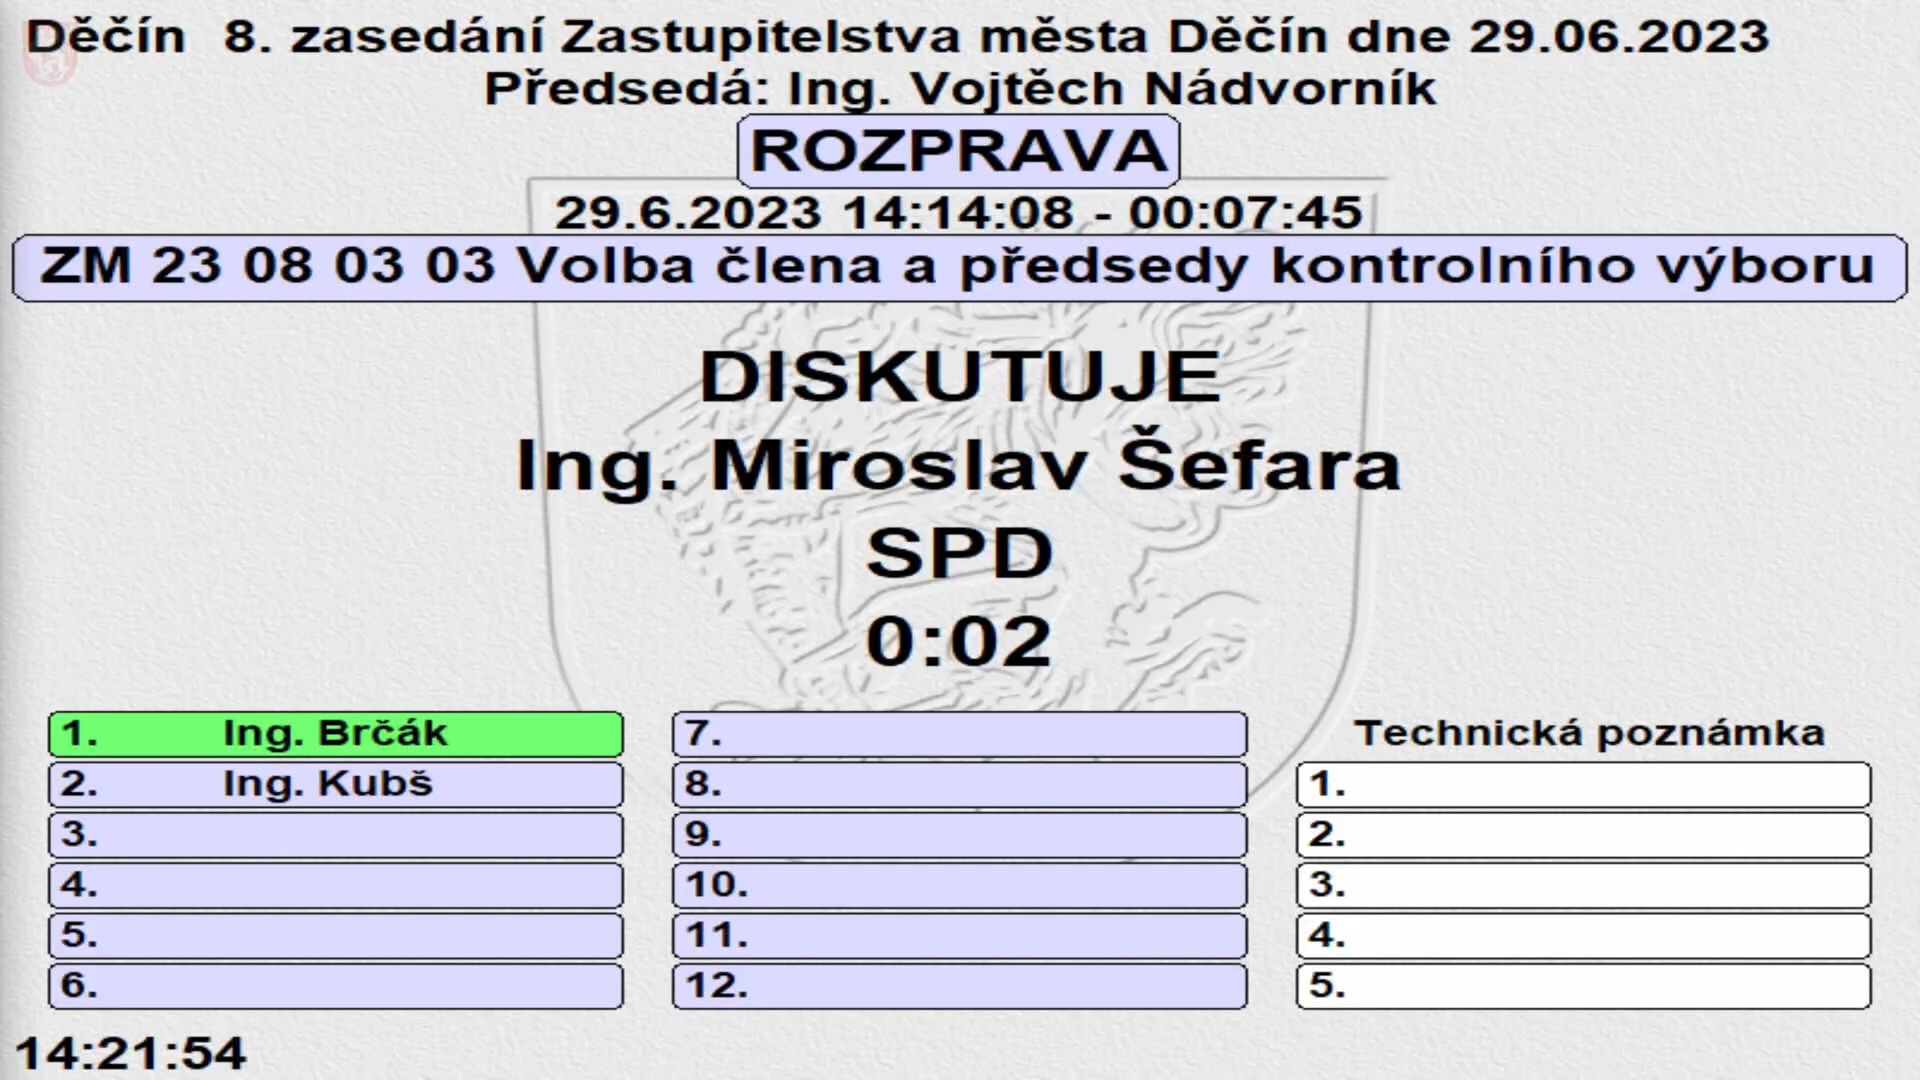 Děčín 8. zasedání Zastupitelstva města Děčín dne 29.06.2023
Předsedá: Ing. Vojtěch Nádvorník
ROZPRAVA
29.6.2023 14:14:08 - 00:07:45
ZM 23 08 03 03 Volba člena a předsedy kontrolního výboru
DISKUTUJE
Ing. Miroslav Šefara
SPD
0:02
1. Ing. Brčák
2. Ing. Kubš
3.
4.
5.
6.
7.
8.
9.
10.
11.
12.
Technická poznámka
1.
2.
3.
4.
5.
14:21:54